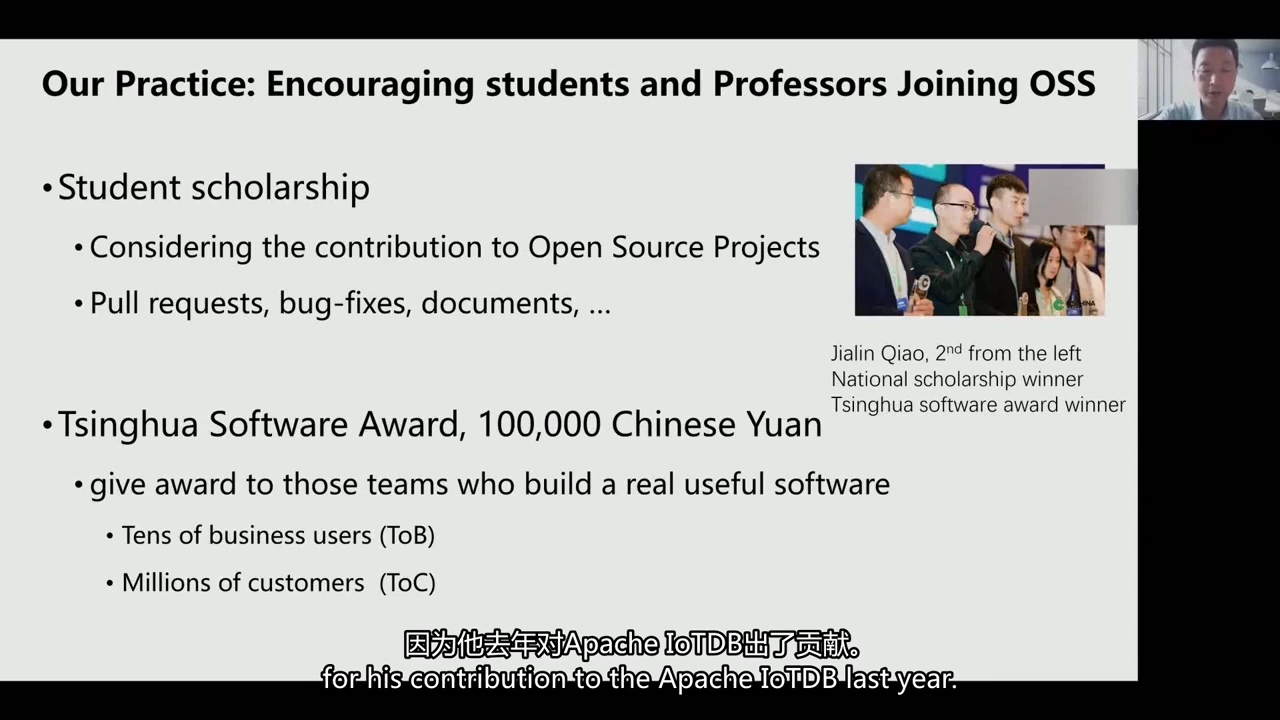 Our Practice: Encouraging students and Professors Joining OSS
• Student scholarship
• Considering the contribution to Open Source Projects
• Pull requests, bug-fixes, documents, ...
Jialin Qiao, 2nd from the left
National scholarship winner
Tsinghua software award winner
• Tsinghua Software Award, 100,000 Chinese Yuan
• give award to those teams who build a real useful software
• Tens of business users (ToB)
• Millions of customers (ToC)
因为他去年对Apache IoTDB出了贡献。
for his contribution to the Apache IoTDB last year.